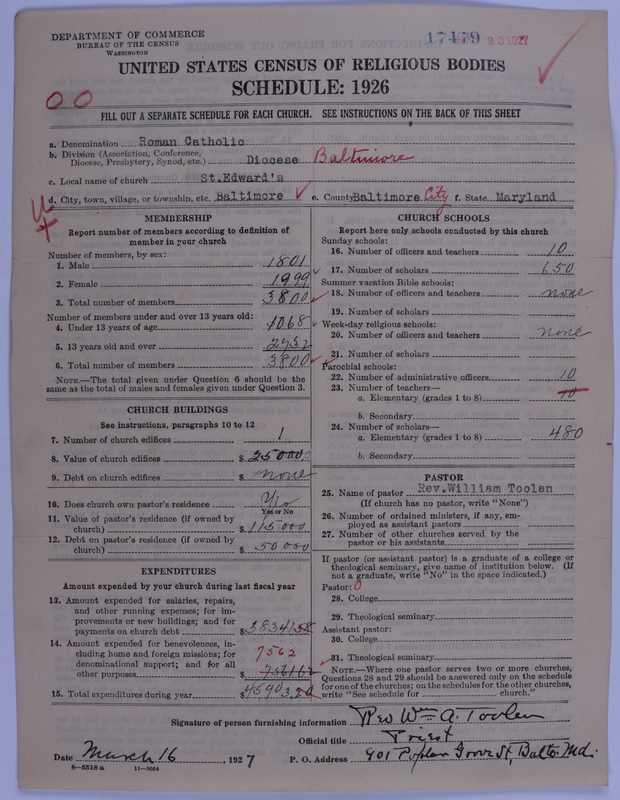 DEPARTMENT OF COMMERCE
BUREAU OF THE CENSUS
WASHINGTON
17479
23 1927
UNITED STATES CENSUS OF RELIGIOUS BODIES
SCHEDULE: 1926
00
FILL OUT A SEPARATE SCHEDULE FOR EACH CHURCH. SEE INSTRUCTIONS ON THE BACK OF THIS SHEET
a. Denomination Roman Catholic
b. Division (Association, Conference, Diocese, Presbytery, Synod, etc.) Diocese Baltimore
c. Local name of church St.Edward's
d. City, town, village, or township, etc. Baltimore e. County Baltimore City f. State Maryland
MEMBERSHIP
Report number of members according to definition of
member in your church
Number of members, by sex:
1. Male 1801
2. Female 1999
3. Total number of members 3800
Number of members under and over 13 years old:
4. Under 13 years of age 1068
5. 13 years old and over
6. Total number of members 3800
NOTE.—The total given under Question 6 should be
same as the total of males and females given under Question 3.
CHURCH BUILDINGS
See instructions, paragraphs 10 to 12
7. Number of church edifices 1
8. Value of church edifices $
9. Debt on church edifices $ none
10. Does church own pastor's residence
Yes or No
11. Value of pastor's residence (if owned by
church) $ 115000
12. Debt on pastor's residence (if owned by
church) $ 50000
EXPENDITURES
Amount expended by your church during last fiscal year
13. Amount expended for salaries, repairs,
and other running expenses; for im-
provements or new buildings; and for
payments on church debt $ 38341.58
14. Amount expended for benevolences, in-
cluding home and foreign missions; for
denominational support; and for all
other purposes $ 7561.62
7562
15. Total expenditures during year $ 45903.20
CHURCH SCHOOLS
Report here only schools conducted by this church
Sunday schools:
16. Number of officers and teachers 10
17. Number of scholars 650
Summer vacation Bible schools:
18. Number of officers and teachers none
19. Number of scholars
Week-day religious schools:
20. Number of officers and teachers none
21. Number of scholars
Parochial schools:
22. Number of administrative officers 10
23. Number of teachers—
a. Elementary (grades 1 to 8) 10
b. Secondary
24. Number of scholars—
a. Elementary (grades 1 to 8) 480
b. Secondary
PASTOR
25. Name of pastor Rev.William Toolen
(If church has no pastor, write "None")
26. Number of ordained ministers, if any, em-
ployed as assistant pastors
27. Number of other churches served by the
pastor or his assistants
If pastor (or assistant pastor) is a graduate of a college or
theological seminary, give name of institution below. (If
not a graduate, write "No" in the space indicated.)
Pastor: 0
28. College
29. Theological seminary
Assistant pastor:
30. College
31. Theological seminary
NOTE.—Where one pastor serves two or more churches,
Questions 28 and 29 should be answered only on the schedule
for one of the churches; on the schedules for the other churches,
write "See schedule for church."
Signature of person furnishing information Rev Wm A. Toolen
Official title Priest
Date March 16, 1927 P. O. Address 901 Poplar Grove St, Balto. Md.
8—5518 a 11—9064